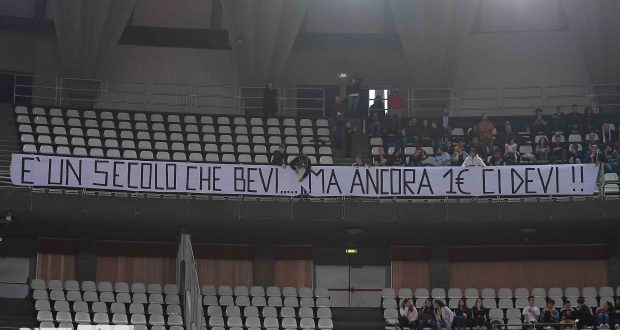 E' UN SECOLO CHE BEVI.....MA ANCORA 1€ CI DEVI !!